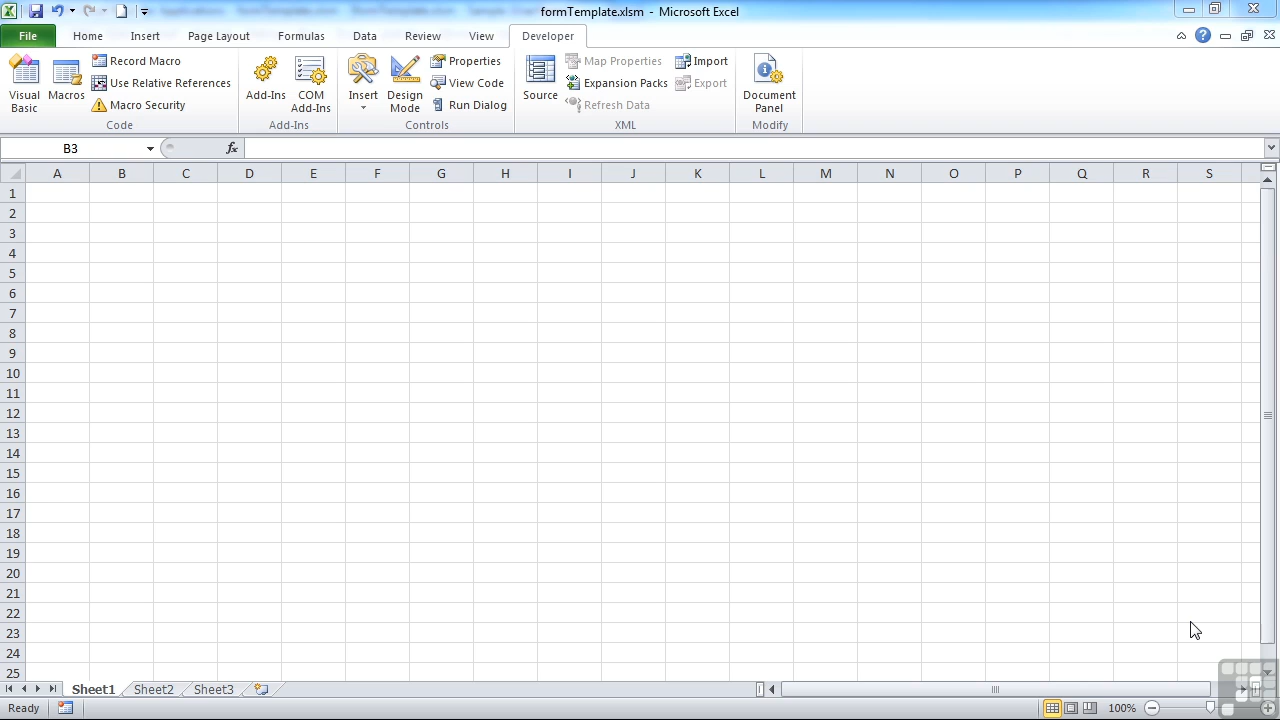 formTemplate.xlsm - Microsoft Excel
File Home Insert Page Layout Formulas Data Review View Developer
Visual Basic
Macros
Record Macro
Use Relative References
Macro Security
Code
Add-Ins
COM Add-Ins
Add-Ins
Insert
Design Mode
Properties
View Code
Run Dialog
Controls
Source
Map Properties
Expansion Packs
Refresh Data
Import
Export
XML
Document Panel
Modify
B3 fx
A B C D E F G H I J K L M N O P Q R S
1
2
3
4
5
6
7
8
9
10
11
12
13
14
15
16
17
18
19
20
21
22
23
24
25
Sheet1 Sheet2 Sheet3
Ready 100%